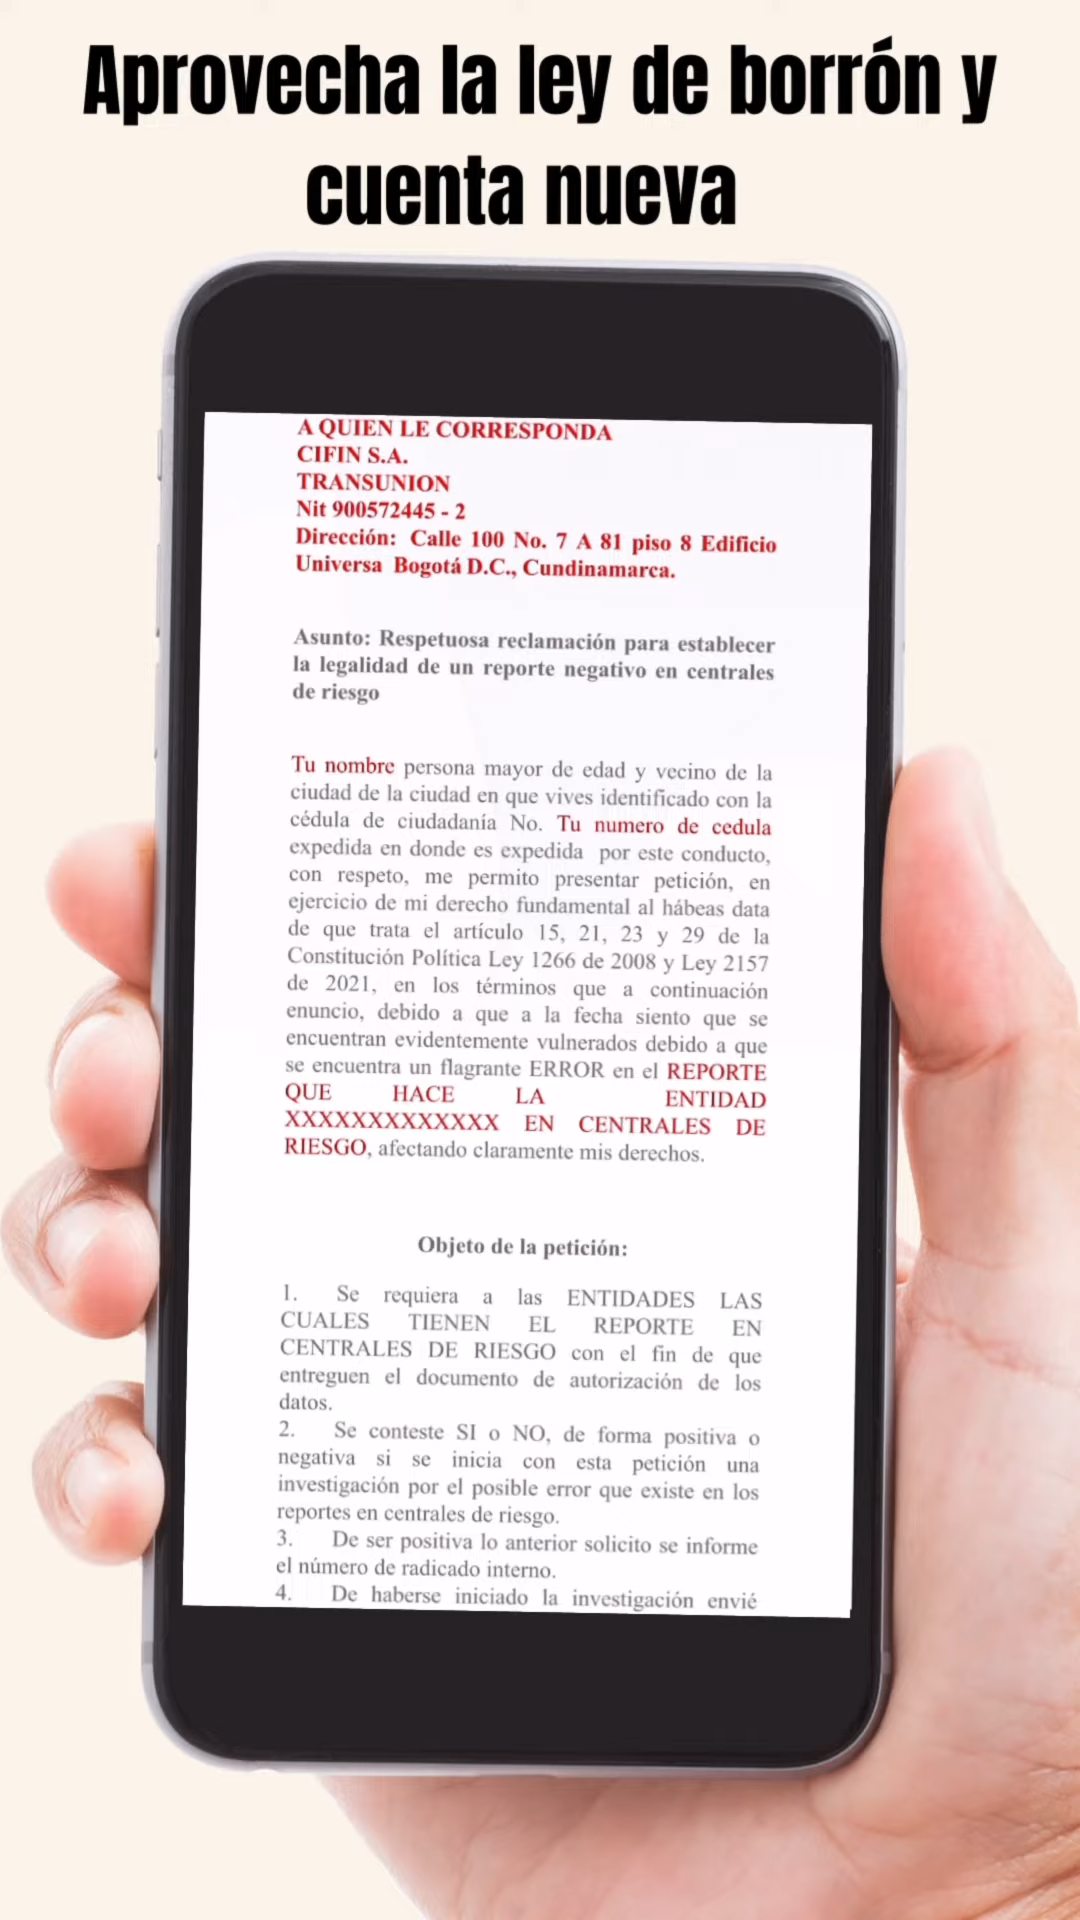 Aprovecha la ley de borrón y
cuenta nueva
A QUIEN LE CORRESPONDA
CIFIN S.A.
TRANSUNION
Nit 900572445 - 2
Dirección: Calle 100 No. 7 A 81 piso 8 Edificio
Universa Bogotá D.C., Cundinamarca.
Asunto: Respetuosa reclamación para establecer
la legalidad de un reporte negativo en centrales
de riesgo
Tu nombre persona mayor de edad y vecino de la
ciudad de la ciudad en que vives identificado con la
cédula de ciudadanía No. Tu numero de cedula
expedida en donde es expedida por este conducto,
con respeto, me permito presentar petición, en
ejercicio de mi derecho fundamental al hábeas data
de que trata el artículo 15, 21, 23 y 29 de la
Constitución Política Ley 1266 de 2008 y Ley 2157
de 2021, en los términos que a continuación
enuncio, debido a que a la fecha siento que se
encuentran evidentemente vulnerados debido a que
se encuentra un flagrante ERROR en el REPORTE
QUE HACE LA ENTIDAD
XXXXXXXXXXXXX EN CENTRALES DE
RIESGO, afectando claramente mis derechos.
Objeto de la petición:
1. Se requiera a las ENTIDADES LAS
CUALES TIENEN EL REPORTE EN
CENTRALES DE RIESGO con el fin de que
entreguen el documento de autorización de los
datos.
2. Se conteste SI o NO, de forma positiva o
negativa si se inicia con esta petición una
investigación por el posible error que existe en los
reportes en centrales de riesgo.
3. De ser positiva lo anterior solicito se informe
el número de radicado interno.
4. De haberse iniciado la investigación envié